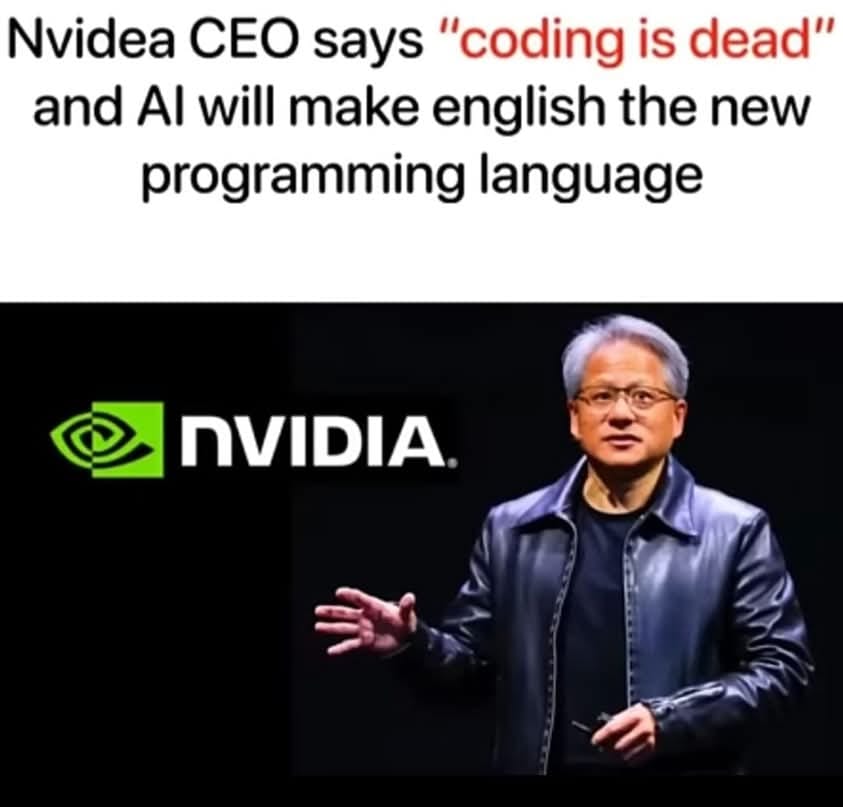 Nvidea CEO says “coding is dead”
and AI will make english the new
programming language
nVIDIA.